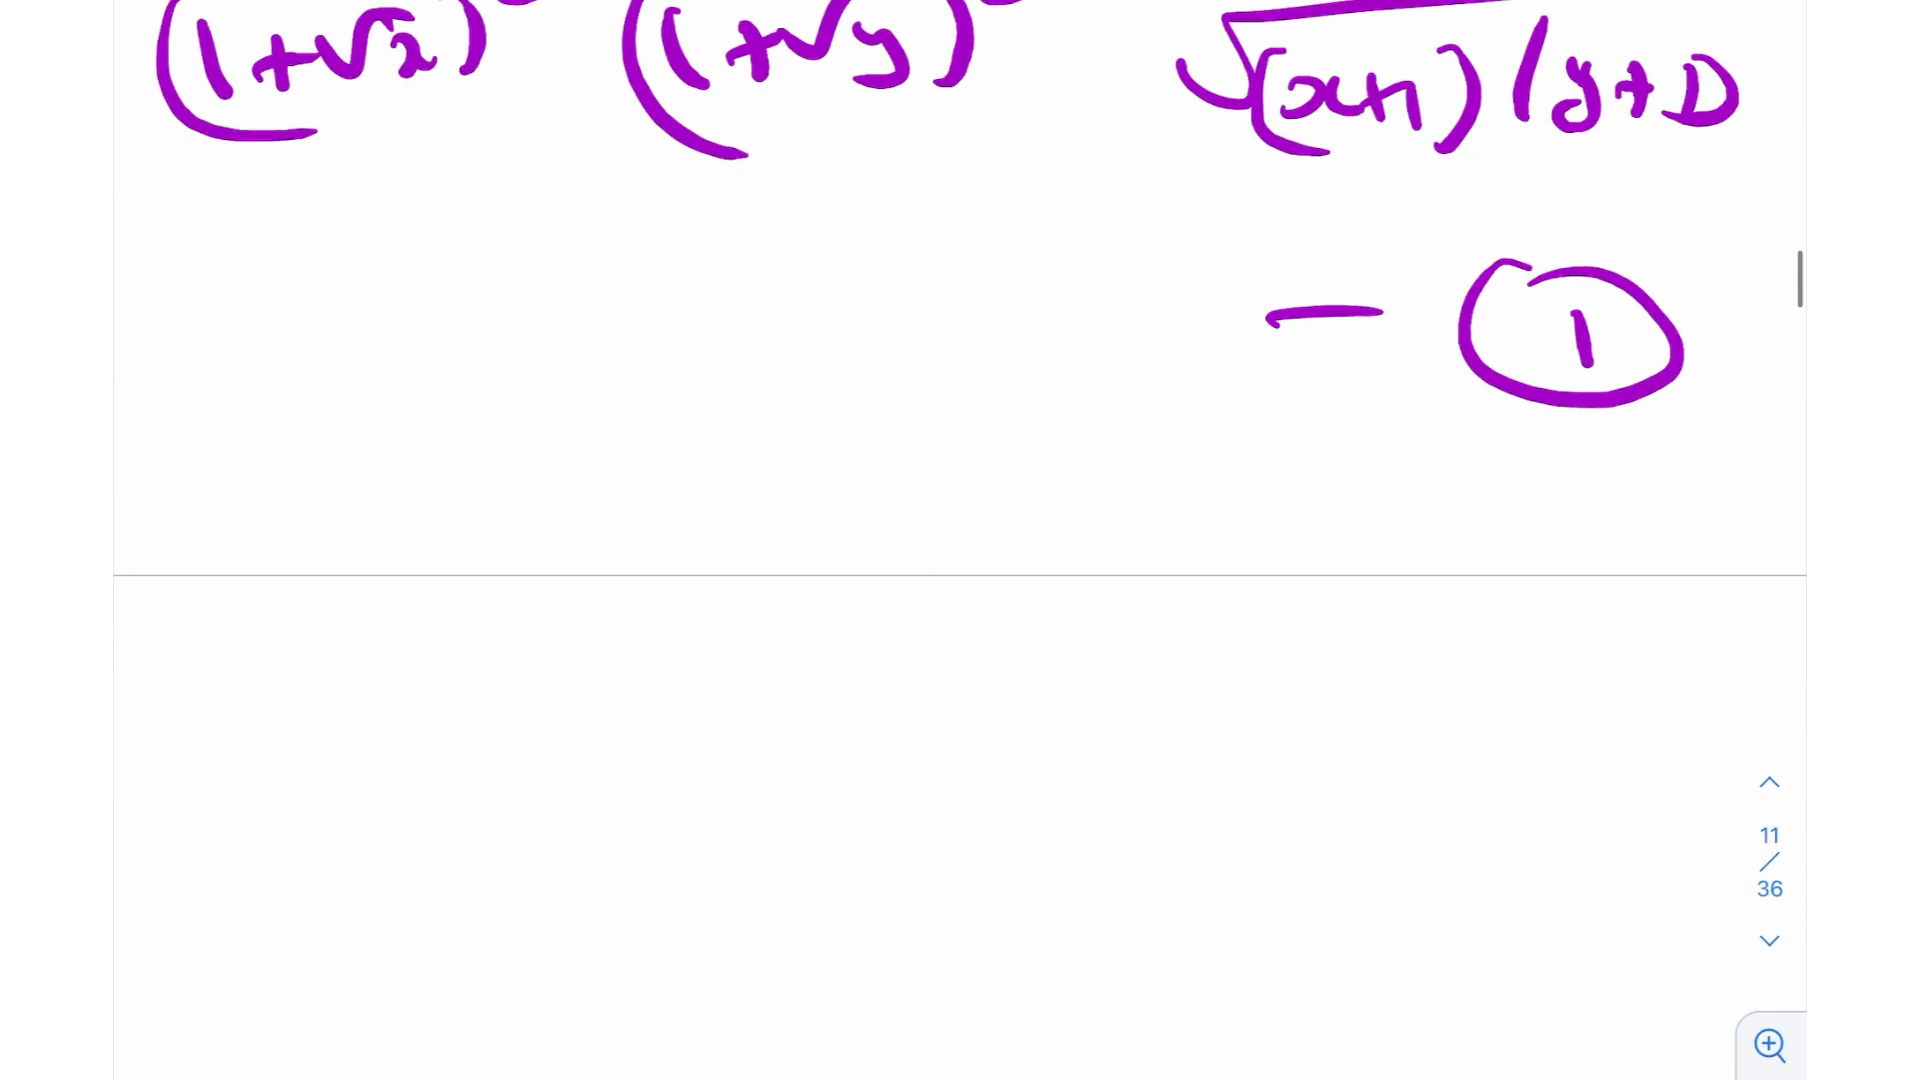 (1+√x) (1+√y) √(x+1)(y+1)
— 1
11
/
36